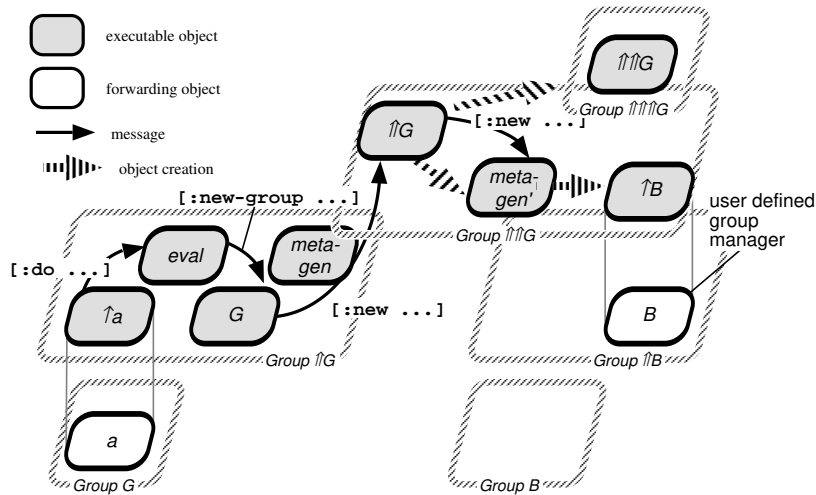 executable object
forwarding object
message
object creation
⇑⇑⇑G
Group ⇑⇑⇑G
⇑G
[:new ...]
meta-
gen'
↑B
Group ⇑⇑G
user defined
group
manager
[:new-group ...]
[:do ...]
eval
meta-
gen
↑a
G
[:new ...]
Group ⇑G
B
Group ⇑B
a
Group G
Group B